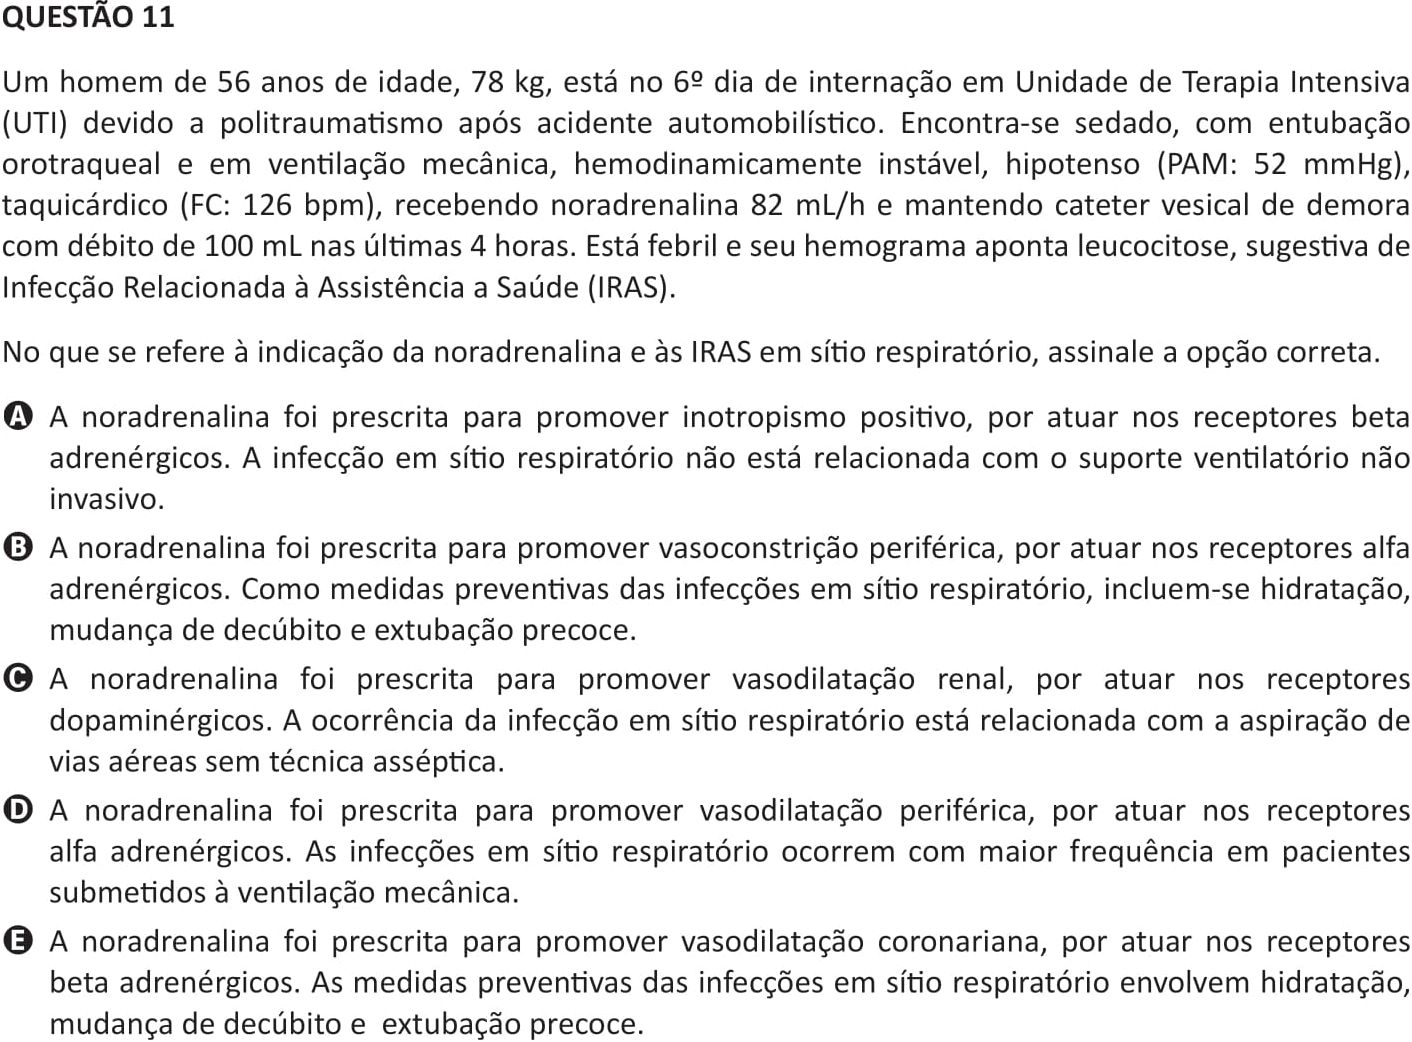 QUESTÃO 11
Um homem de 56 anos de idade, 78 kg, está no 6º dia de internação em Unidade de Terapia Intensiva
(UTI) devido a politraumatismo após acidente automobilístico. Encontra-se sedado, com entubação
orotraqueal e em ventilação mecânica, hemodinamicamente instável, hipotenso (PAM: 52 mmHg),
taquicárdico (FC: 126 bpm), recebendo noradrenalina 82 mL/h e mantendo cateter vesical de demora
com débito de 100 mL nas últimas 4 horas. Está febril e seu hemograma aponta leucocitose, sugestiva de
Infecção Relacionada à Assistência a Saúde (IRAS).
No que se refere à indicação da noradrenalina e às IRAS em sítio respiratório, assinale a opção correta.
A A noradrenalina foi prescrita para promover inotropismo positivo, por atuar nos receptores beta
adrenérgicos. A infecção em sítio respiratório não está relacionada com o suporte ventilatório não
invasivo.
B A noradrenalina foi prescrita para promover vasoconstrição periférica, por atuar nos receptores alfa
adrenérgicos. Como medidas preventivas das infecções em sítio respiratório, incluem-se hidratação,
mudança de decúbito e extubação precoce.
C A noradrenalina foi prescrita para promover vasodilatação renal, por atuar nos receptores
dopaminérgicos. A ocorrência da infecção em sítio respiratório está relacionada com a aspiração de
vias aéreas sem técnica asséptica.
D A noradrenalina foi prescrita para promover vasodilatação periférica, por atuar nos receptores
alfa adrenérgicos. As infecções em sítio respiratório ocorrem com maior frequência em pacientes
submetidos à ventilação mecânica.
E A noradrenalina foi prescrita para promover vasodilatação coronariana, por atuar nos receptores
beta adrenérgicos. As medidas preventivas das infecções em sítio respiratório envolvem hidratação,
mudança de decúbito e extubação precoce.